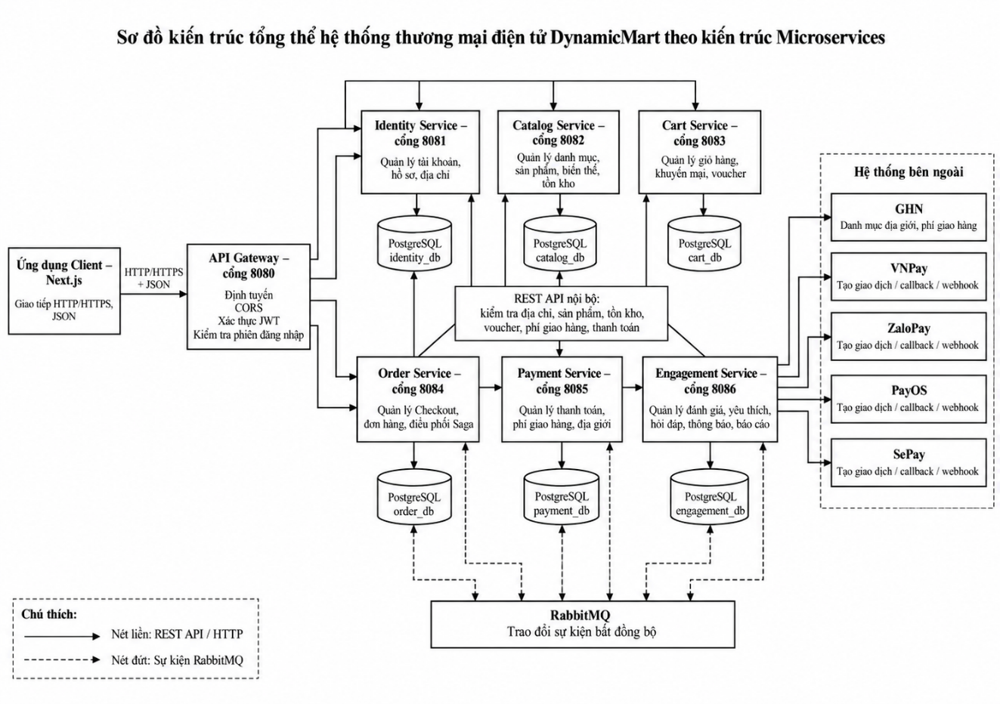 Sơ đồ kiến trúc tổng thể hệ thống thương mại điện tử DynamicMart theo kiến trúc Microservices
Identity Service –
cổng 8081
Quản lý tài khoản,
hồ sơ, địa chỉ
Catalog Service –
cổng 8082
Quản lý danh mục,
sản phẩm, biến thể,
tồn kho
Cart Service –
cổng 8083
Quản lý giỏ hàng,
khuyến mại, voucher
PostgreSQL
identity_db
PostgreSQL
catalog_db
PostgreSQL
cart_db
Ứng dụng Client –
Next.js
Giao tiếp HTTP/HTTPS,
JSON
HTTP/HTTPS
+ JSON
API Gateway –
cổng 8080
Định tuyến
CORS
Xác thực JWT
Kiểm tra phiên đăng nhập
REST API nội bộ:
kiểm tra địa chỉ, sản phẩm, tồn kho,
voucher, phí giao hàng, thanh toán
Order Service –
cổng 8084
Quản lý Checkout,
đơn hàng, điều phối Saga
Payment Service –
cổng 8085
Quản lý thanh toán,
phí giao hàng, địa giới
Engagement Service –
cổng 8086
Quản lý đánh giá, yêu thích,
hỏi đáp, thông báo, báo cáo
PostgreSQL
order_db
PostgreSQL
payment_db
PostgreSQL
engagement_db
Hệ thống bên ngoài
GHN
Danh mục địa giới, phí giao hàng
VNPay
Tạo giao dịch / callback / webhook
ZaloPay
Tạo giao dịch / callback / webhook
PayOS
Tạo giao dịch / callback / webhook
SePay
Tạo giao dịch / callback / webhook
RabbitMQ
Trao đổi sự kiện bất đồng bộ
Chú thích:
Nét liền: REST API / HTTP
Nét đứt: Sự kiện RabbitMQ